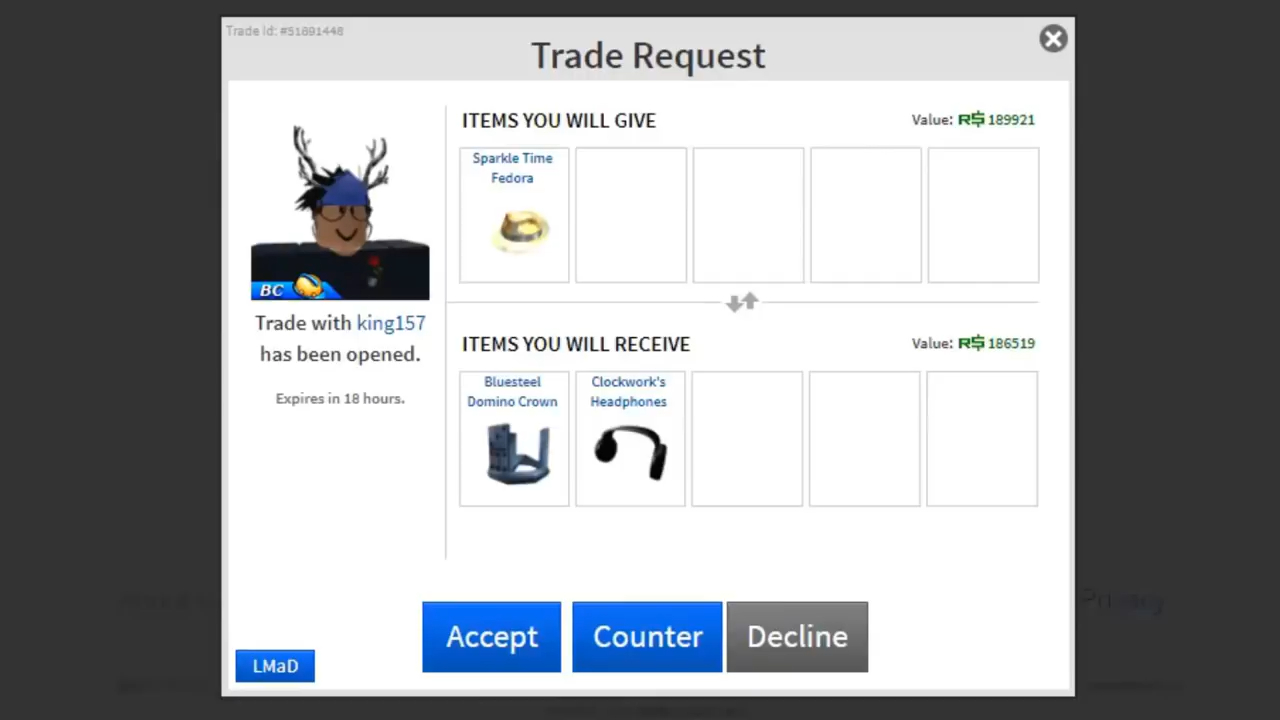 Trade Id: #51891448
Trade Request
BC
Trade with king157
has been opened.
Expires in 18 hours.
ITEMS YOU WILL GIVE
Value: R$ 189921
Sparkle Time
Fedora
ITEMS YOU WILL RECEIVE
Value: R$ 186519
Bluesteel
Domino Crown
Clockwork's
Headphones
Accept
Counter
Decline
LMaD
Privacy